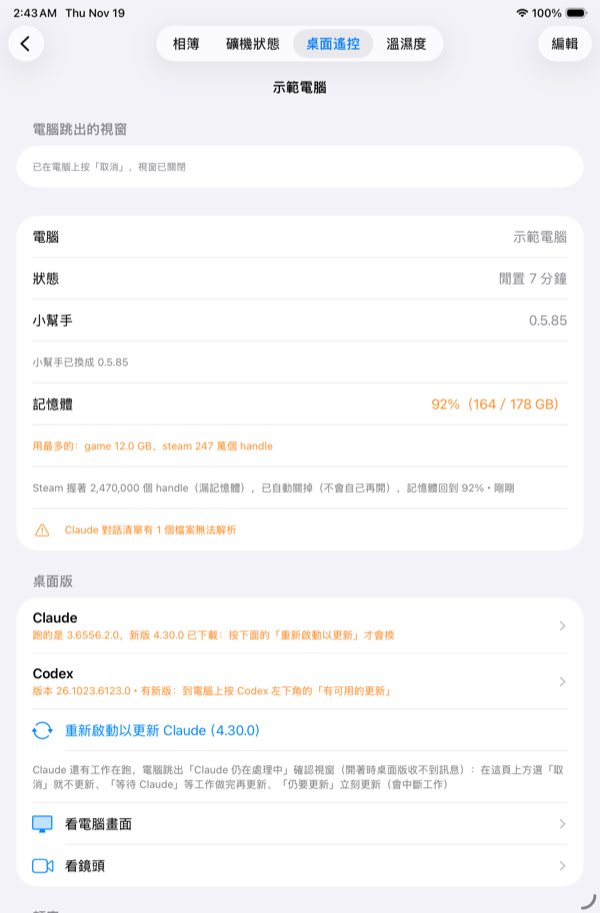 2:43 AM Thu Nov 19
100%
相簿 礦機狀態 桌面遙控 溫濕度
編輯
示範電腦
電腦跳出的視窗
已在電腦上按「取消」，視窗已關閉
電腦 示範電腦
狀態 閒置 7 分鐘
小幫手 0.5.85
小幫手已換成 0.5.85
記憶體 92%（164 / 178 GB）
用最多的：game 12.0 GB、steam 247 萬個 handle
Steam 握著 2,470,000 個 handle（漏記憶體），已自動關掉（不會自己再開），記憶體回到 92%・剛剛
Claude 對話清單有 1 個檔案無法解析
桌面版
Claude
跑的是 3.6556.2.0，新版 4.30.0 已下載：按下面的「重新啟動以更新」才會換
Codex
版本 26.1023.6123.0・有新版：到電腦上按 Codex 左下角的「有可用的更新」
重新啟動以更新 Claude (4.30.0)
Claude 還有工作在跑，電腦跳出「Claude 仍在處理中」確認視窗（開著時桌面版收不到訊息）：在這頁上方選「取
消」就不更新、「等待 Claude」等工作做完再更新、「仍要更新」立刻更新（會中斷工作）
看電腦畫面
看鏡頭